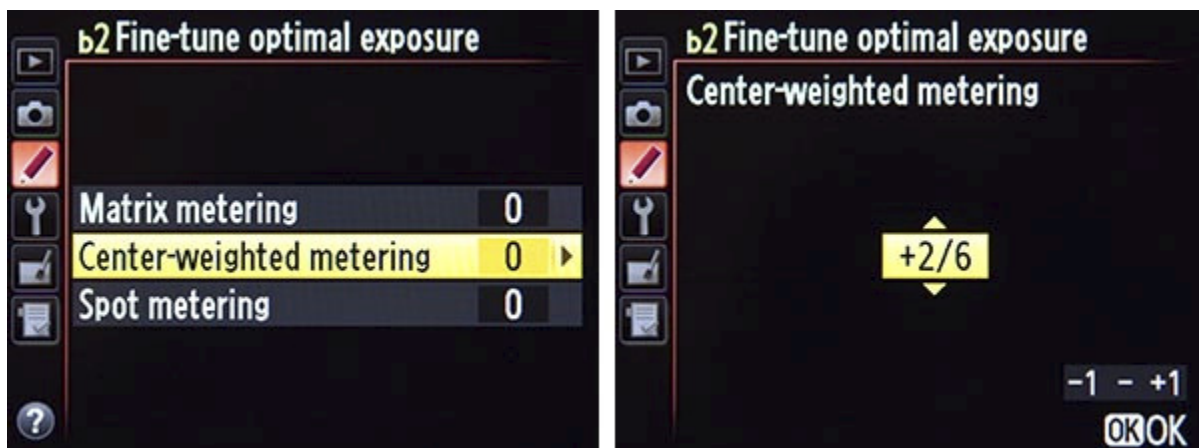 b2 Fine-tune optimal exposure
Matrix metering 0
Center-weighted metering 0
Spot metering 0
?
b2 Fine-tune optimal exposure
Center-weighted metering
+2/6
-1 - +1
OK OK